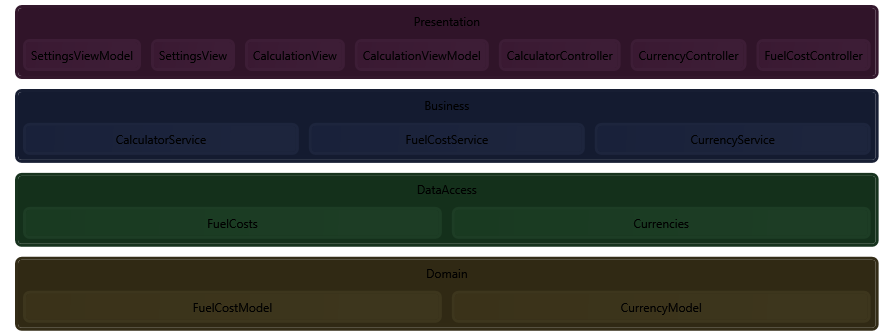 Presentation
SettingsViewModel SettingsView CalculationView CalculationViewModel CalculatorController CurrencyController FuelCostController
Business
CalculatorService FuelCostService CurrencyService
DataAccess
FuelCosts Currencies
Domain
FuelCostModel CurrencyModel